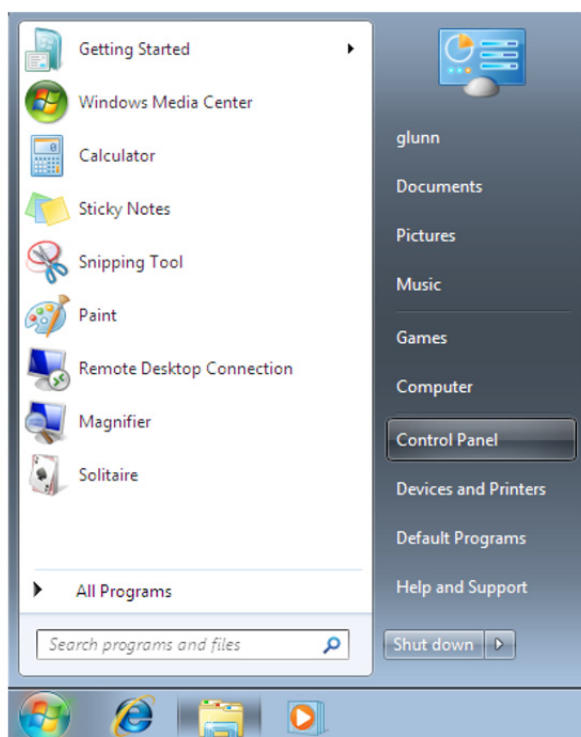 Getting Started
Windows Media Center
Calculator
Sticky Notes
Snipping Tool
Paint
Remote Desktop Connection
Magnifier
Solitaire
All Programs
Search programs and files
glunn
Documents
Pictures
Music
Games
Computer
Control Panel
Devices and Printers
Default Programs
Help and Support
Shut down